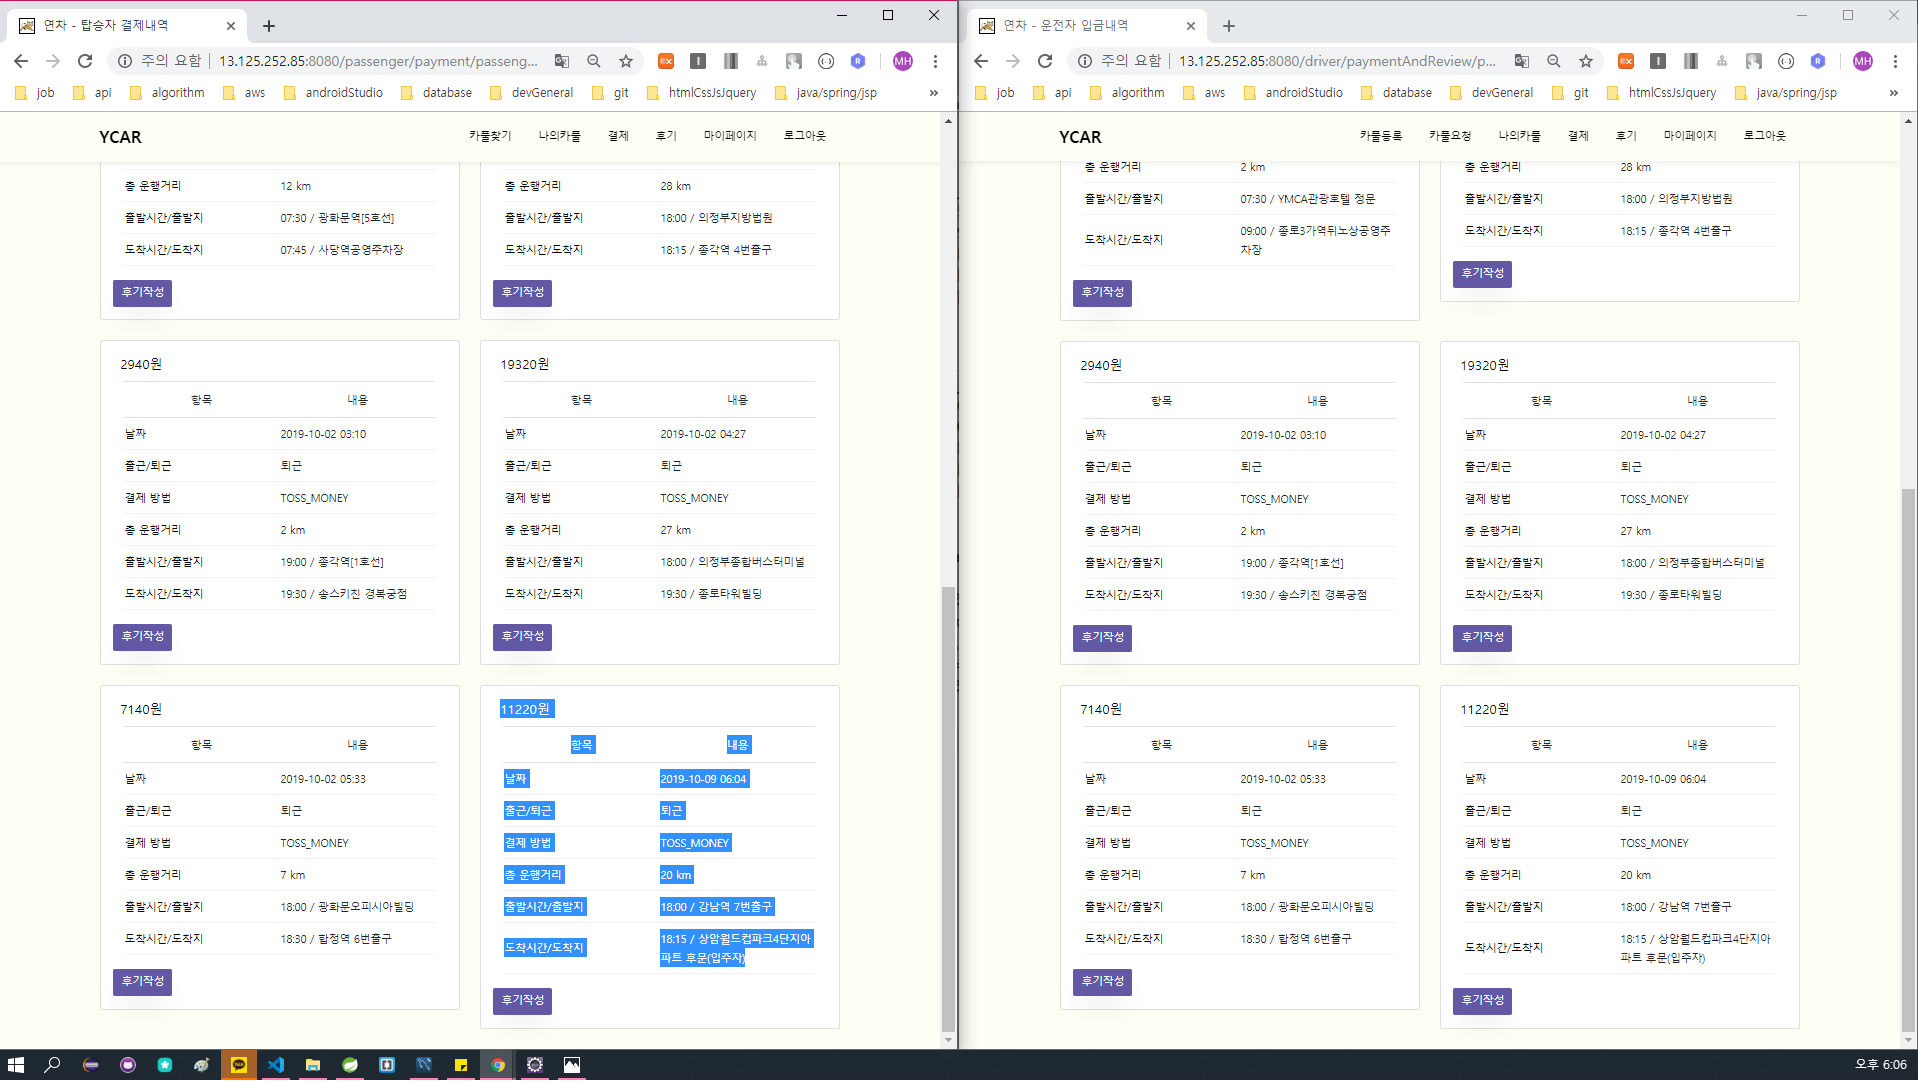 연차 - 탑승자 결제내역
주의 요함
13.125.252.85:8080/passenger/payment/passeng...
MH
job
api
algorithm
aws
androidStudio
database
devGeneral
git
htmlCssJsJquery
java/spring/jsp
»
YCAR
카풀찾기
나의카풀
결제
후기
마이페이지
로그아웃
총 운행거리 12 km
출발시간/출발지 07:30 / 광화문역[5호선]
도착시간/도착지 07:45 / 사당역공영주차장
후기작성
총 운행거리 28 km
출발시간/출발지 18:00 / 의정부지방법원
도착시간/도착지 18:15 / 종각역 4번출구
후기작성
2940원
항목 내용
날짜 2019-10-02 03:10
출근/퇴근 퇴근
결제 방법 TOSS_MONEY
총 운행거리 2 km
출발시간/출발지 19:00 / 종각역[1호선]
도착시간/도착지 19:30 / 송스키친 경복궁점
후기작성
19320원
항목 내용
날짜 2019-10-02 04:27
출근/퇴근 퇴근
결제 방법 TOSS_MONEY
총 운행거리 27 km
출발시간/출발지 18:00 / 의정부종합버스터미널
도착시간/도착지 19:30 / 종로타워빌딩
후기작성
7140원
항목 내용
날짜 2019-10-02 05:33
출근/퇴근 퇴근
결제 방법 TOSS_MONEY
총 운행거리 7 km
출발시간/출발지 18:00 / 광화문오피시아빌딩
도착시간/도착지 18:30 / 합정역 6번출구
후기작성
11220원
항목 내용
날짜 2019-10-09 06:04
출근/퇴근 퇴근
결제 방법 TOSS_MONEY
총 운행거리 20 km
출발시간/출발지 18:00 / 강남역 7번출구
도착시간/도착지 18:15 / 상암월드컵파크4단지아
파트 후문(입주자)
후기작성
연차 - 운전자 입금내역
주의 요함
13.125.252.85:8080/driver/paymentAndReview/p...
MH
job
api
algorithm
aws
androidStudio
database
devGeneral
git
htmlCssJsJquery
java/spring/jsp
»
YCAR
카풀등록
카풀요청
나의카풀
결제
후기
마이페이지
로그아웃
총 운행거리 2 km
출발시간/출발지 07:30 / YMCA관광호텔 정문
도착시간/도착지 09:00 / 종로3가역뒤노상공영주
차장
후기작성
총 운행거리 28 km
출발시간/출발지 18:00 / 의정부지방법원
도착시간/도착지 18:15 / 종각역 4번출구
후기작성
2940원
항목 내용
날짜 2019-10-02 03:10
출근/퇴근 퇴근
결제 방법 TOSS_MONEY
총 운행거리 2 km
출발시간/출발지 19:00 / 종각역[1호선]
도착시간/도착지 19:30 / 송스키친 경복궁점
후기작성
19320원
항목 내용
날짜 2019-10-02 04:27
출근/퇴근 퇴근
결제 방법 TOSS_MONEY
총 운행거리 27 km
출발시간/출발지 18:00 / 의정부종합버스터미널
도착시간/도착지 19:30 / 종로타워빌딩
후기작성
7140원
항목 내용
날짜 2019-10-02 05:33
출근/퇴근 퇴근
결제 방법 TOSS_MONEY
총 운행거리 7 km
출발시간/출발지 18:00 / 광화문오피시아빌딩
도착시간/도착지 18:30 / 합정역 6번출구
후기작성
11220원
항목 내용
날짜 2019-10-09 06:04
출근/퇴근 퇴근
결제 방법 TOSS_MONEY
총 운행거리 20 km
출발시간/출발지 18:00 / 강남역 7번출구
도착시간/도착지 18:15 / 상암월드컵파크4단지아
파트 후문(입주자)
후기작성
오후 6:06